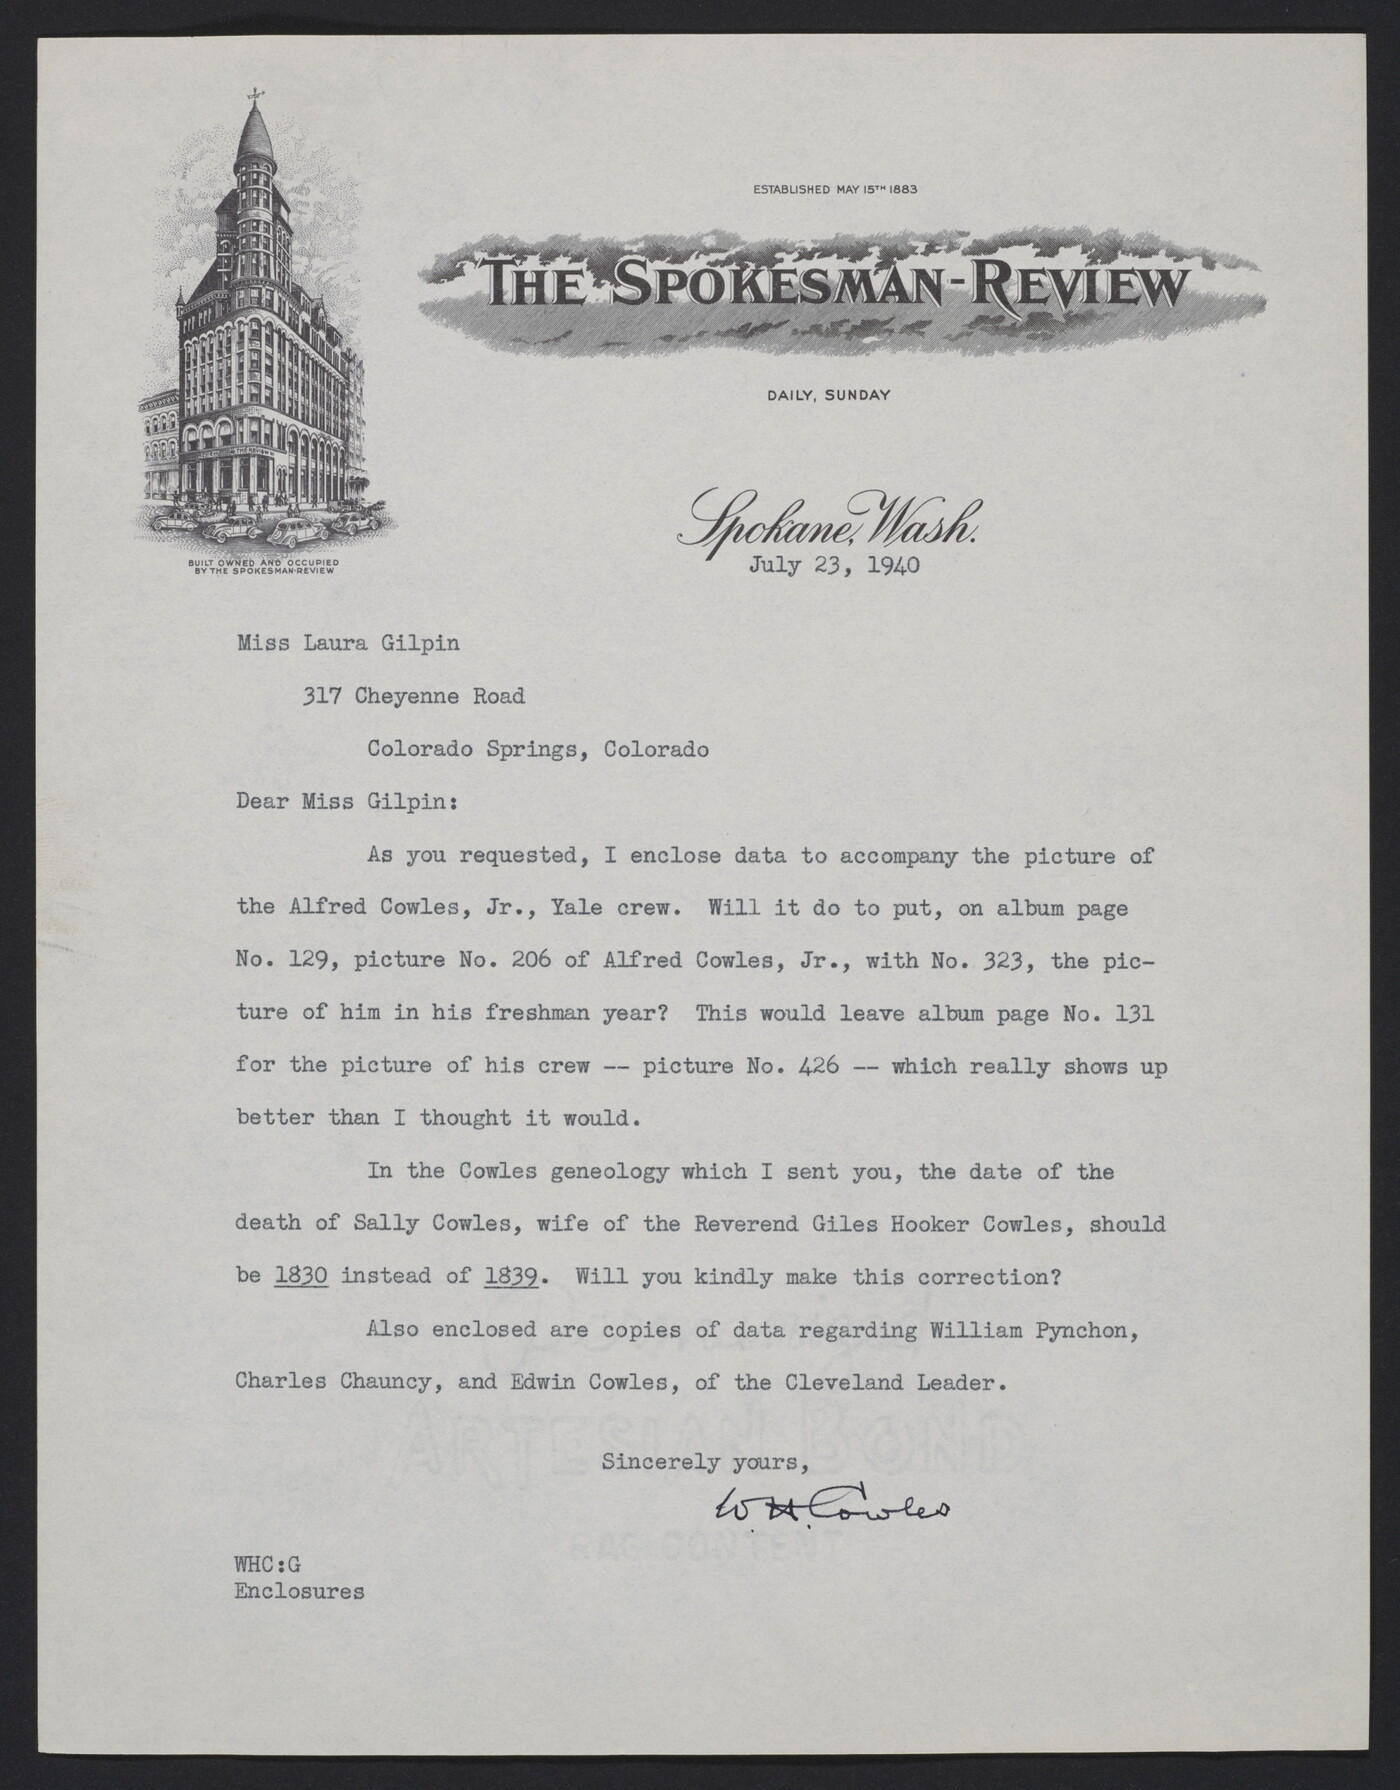 ESTABLISHED MAY 15TH 1883
THE SPOKESMAN-REVIEW
DAILY, SUNDAY
BUILT OWNED AND OCCUPIED
BY THE SPOKESMAN-REVIEW
Spokane, Wash.
July 23, 1940
Miss Laura Gilpin
317 Cheyenne Road
Colorado Springs, Colorado
Dear Miss Gilpin:
As you requested, I enclose data to accompany the picture of
the Alfred Cowles, Jr., Yale crew. Will it do to put, on album page
No. 129, picture No. 206 of Alfred Cowles, Jr., with No. 323, the pic-
ture of him in his freshman year? This would leave album page No. 131
for the picture of his crew -- picture No. 426 -- which really shows up
better than I thought it would.
In the Cowles geneology which I sent you, the date of the
death of Sally Cowles, wife of the Reverend Giles Hooker Cowles, should
be 1830 instead of 1839. Will you kindly make this correction?
Also enclosed are copies of data regarding William Pynchon,
Charles Chauncy, and Edwin Cowles, of the Cleveland Leader.
ARTESIAN BOND
Sincerely yours,
W. H. Cowles
RAG CONTENT
WHC:G
Enclosures